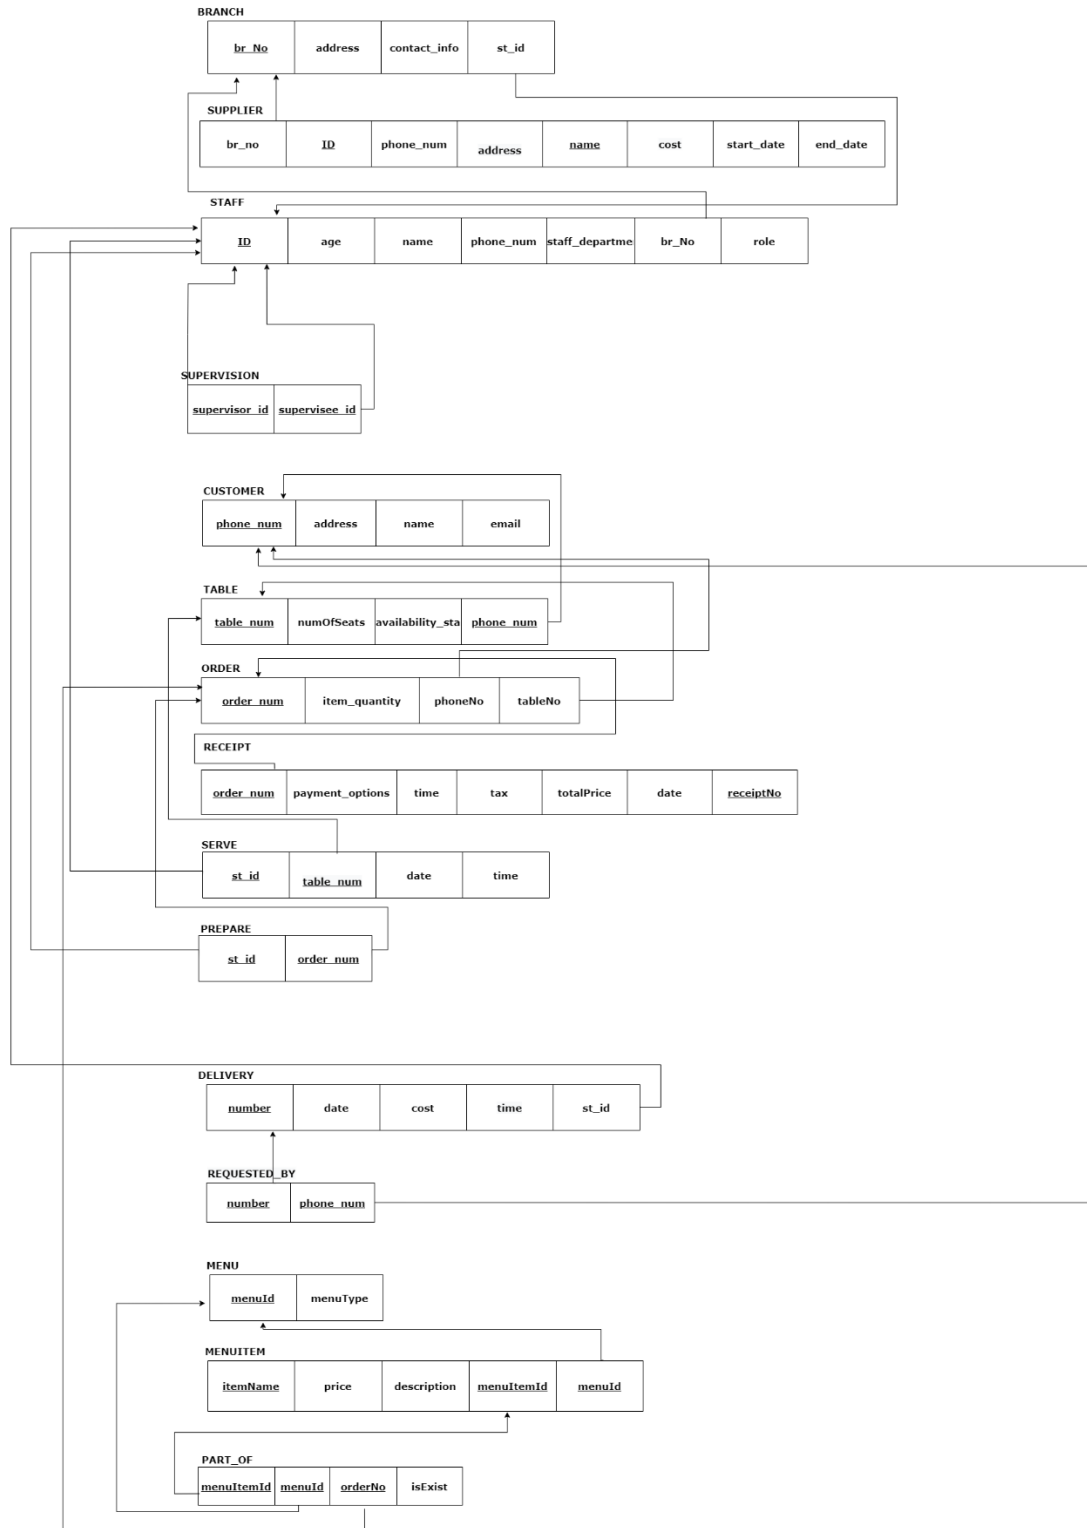 BRANCH
br_No address contact_info st_id
SUPPLIER
br_no ID phone_num address name cost start_date end_date
STAFF
ID age name phone_num staff_departme br_No role
SUPERVISION
supervisor_id supervisee_id
CUSTOMER
phone_num address name email
TABLE
table_num numOfSeats availability_sta phone_num
ORDER
order_num item_quantity phoneNo tableNo
RECEIPT
order_num payment_options time tax totalPrice date receiptNo
SERVE
st_id table_num date time
PREPARE
st_id order_num
DELIVERY
number date cost time st_id
REQUESTED_BY
number phone_num
MENU
menuId menuType
MENUITEM
itemName price description menuItemId menuId
PART_OF
menuItemId menuId orderNo isExist